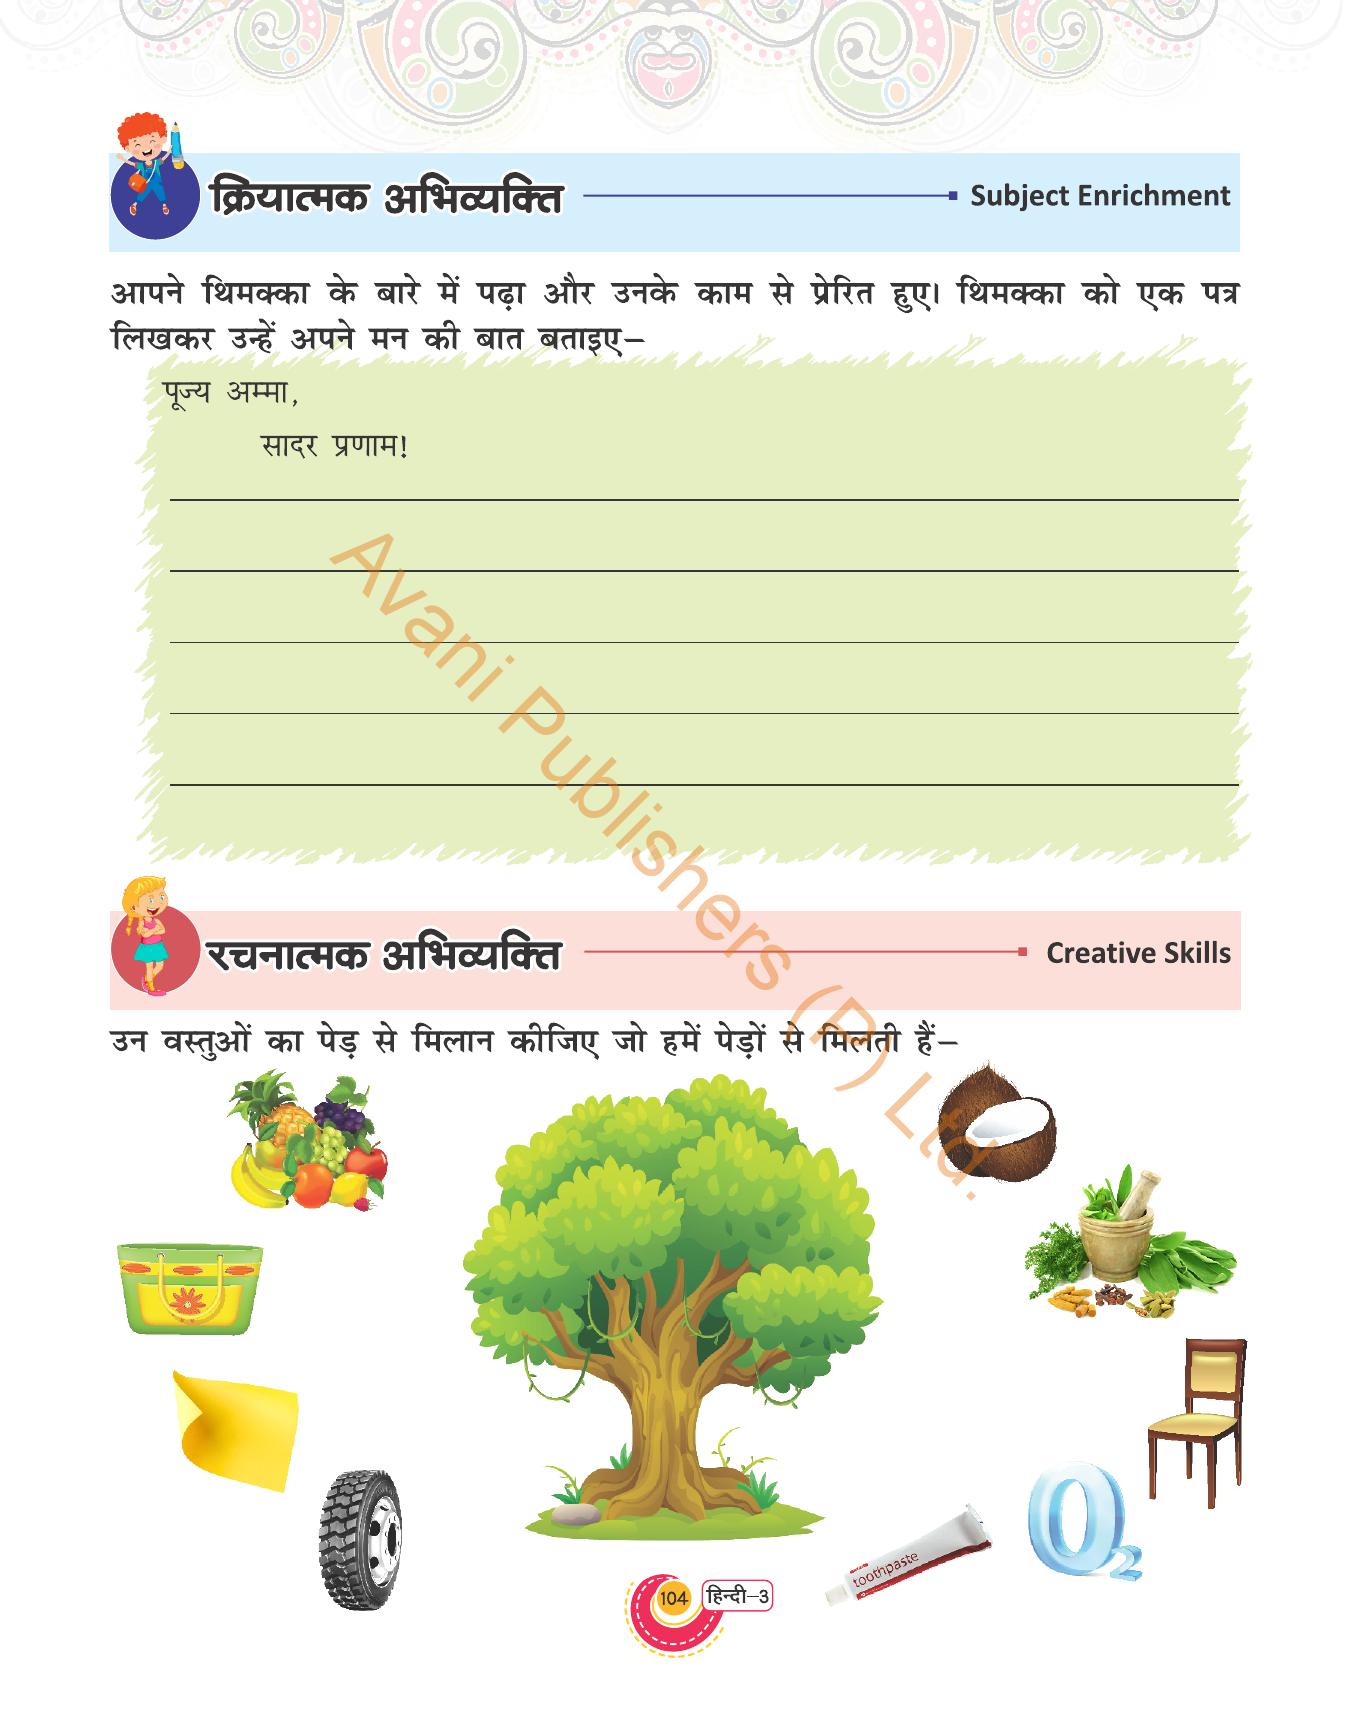 क्रियात्मक अभिव्यक्ति Subject Enrichment
आपने थिमक्का के बारे में पढ़ा और उनके काम से प्रेरित हुए। थिमक्का को एक पत्र
लिखकर उन्हें अपने मन की बात बताइए–
पूज्य अम्मा,
सादर प्रणाम!
Avani Publishers (P) Ltd.
रचनात्मक अभिव्यक्ति Creative Skills
उन वस्तुओं का पेड़ से मिलान कीजिए जो हमें पेड़ों से मिलती हैं–
O2
toothpaste
104 हिन्दी–3